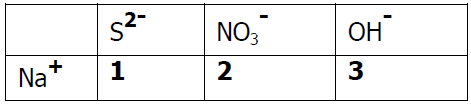 S²⁻ NO₃⁻ OH⁻
Na⁺ 1 2 3